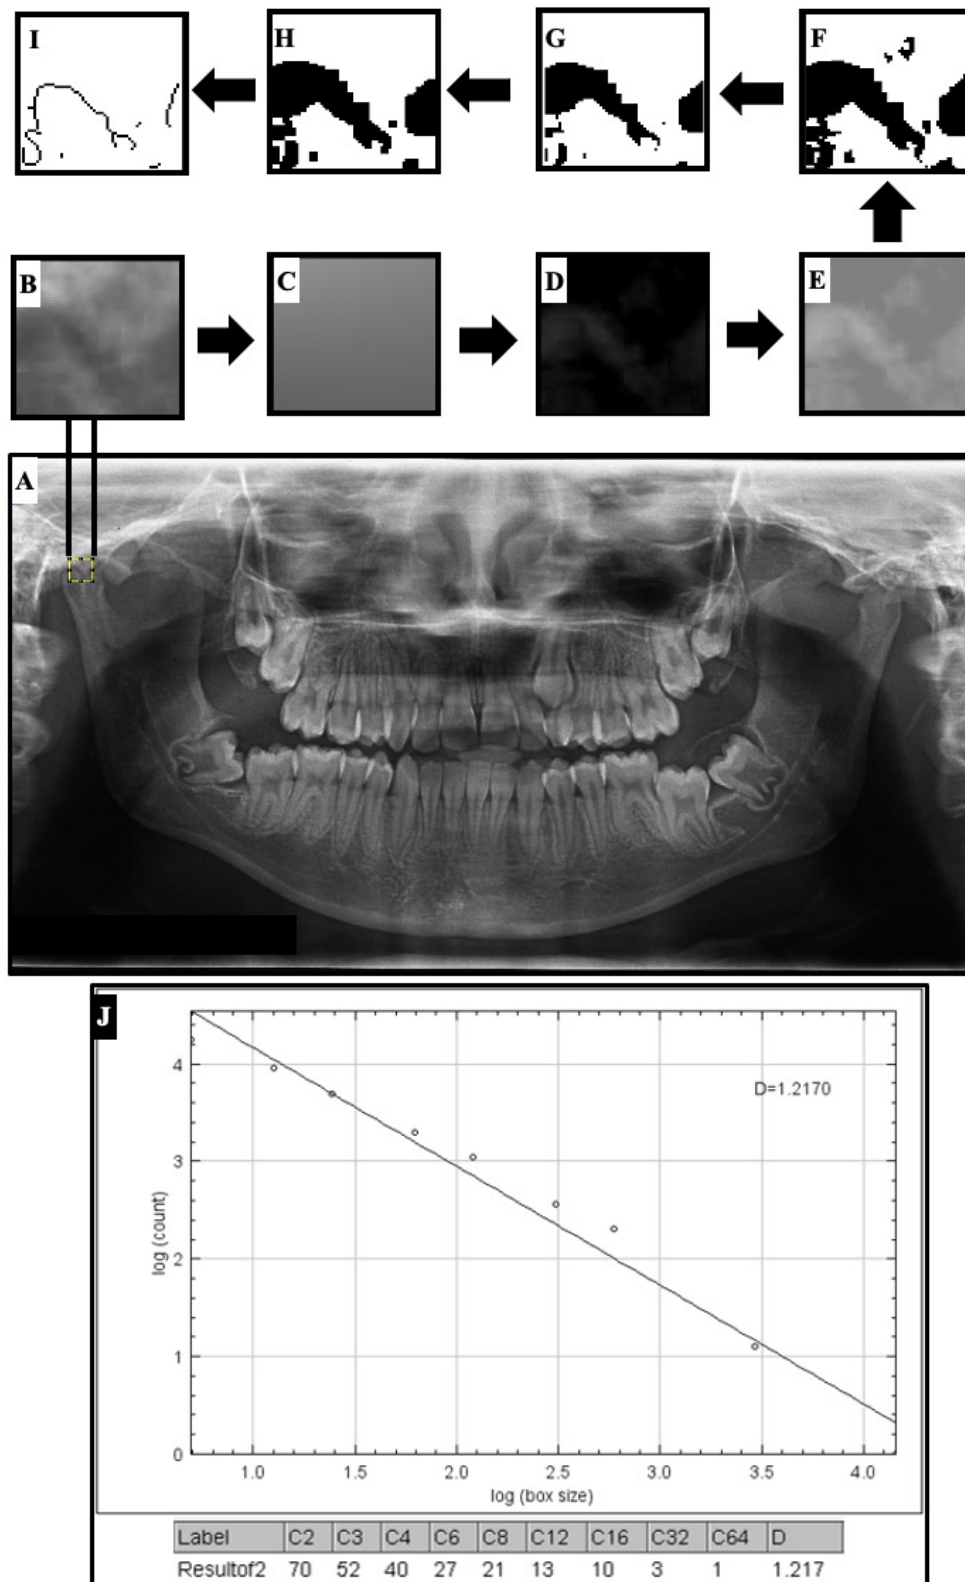 I H G F
B C D E
A
J
D=1.2170
4
3
2
1
0
log (count)
1.0 1.5 2.0 2.5 3.0 3.5 4.0
log (box size)
Label C2 C3 C4 C6 C8 C12 C16 C32 C64 D
Resultof2 70 52 40 27 21 13 10 3 1 1.217